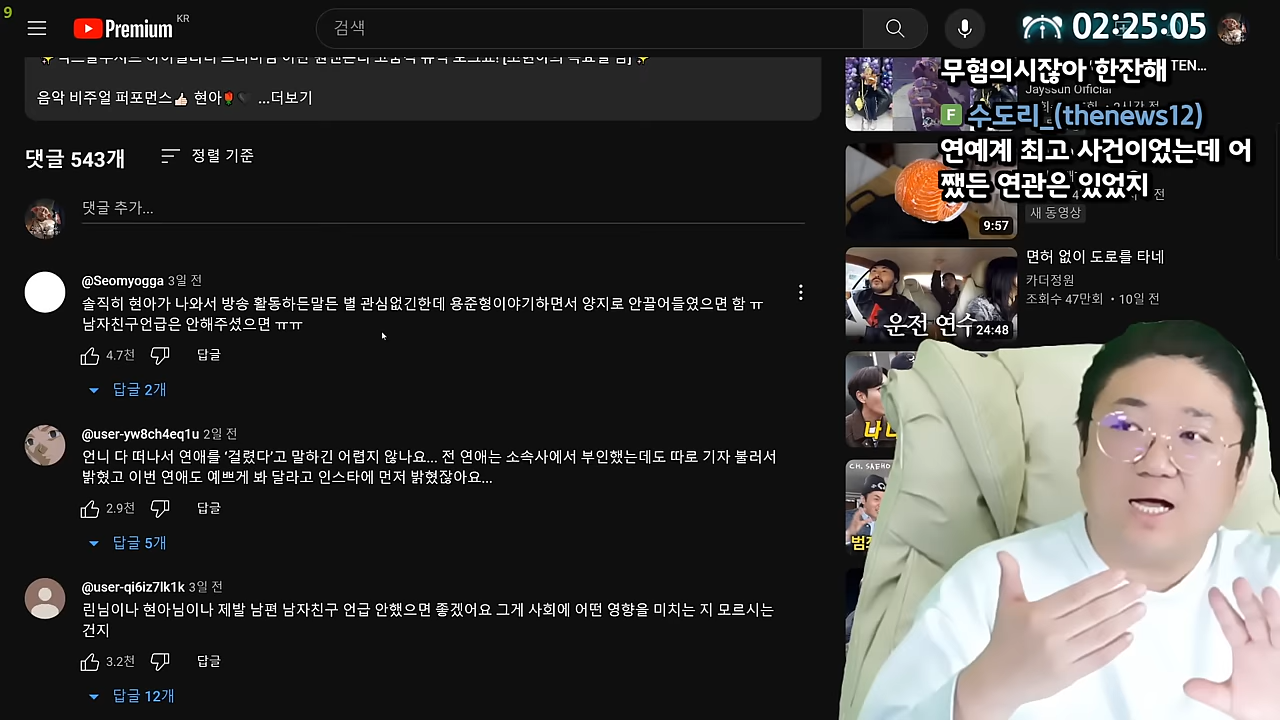 9
Premium
KR
검색
02:25:05
음악 비주얼 퍼포먼스👍🏻 현아🌹🖤 ...더보기
댓글 543개
정렬 기준
댓글 추가...
@Seomyogga 3일 전
솔직히 현아가 나와서 방송 활동하든말든 별 관심없긴한데 용준형이야기하면서 양지로 안끌어들였으면 함 ㅠ
남자친구언급은 안해주셨으면 ㅠㅠ
4.7천
답글
답글 2개
@user-yw8ch4eq1u 2일 전
언니 다 떠나서 연애를 ‘걸렸다’고 말하긴 어렵지 않나요... 전 연애는 소속사에서 부인했는데도 따로 기자 불러서
밝혔고 이번 연애도 예쁘게 봐 달라고 인스타에 먼저 밝혔잖아요...
2.9천
답글
답글 5개
@user-qi6iz7lk1k 3일 전
린님이나 현아님이나 제발 남편 남자친구 언급 안했으면 좋겠어요 그게 사회에 어떤 영향을 미치는 지 모르시는
건지
3.2천
답글
답글 12개
무혐의시잖아 한잔해
TEN...
Jayssun Official
F 수도리_(thenews12)
연예계 최고 사건이었는데 어
쨌든 연관은 있었지
전
새 동영상
9:57
면허 없이 도로를 타네
카더정원
조회수 47만회 • 10일 전
운전 연수
24:48